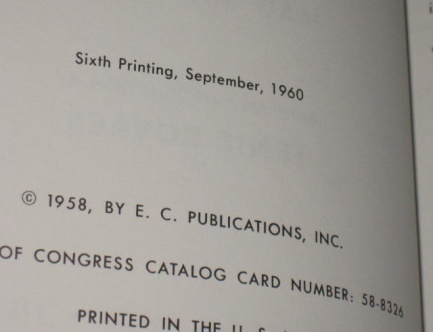 Sixth Printing, September, 1960
© 1958, BY E. C. PUBLICATIONS, INC.
OF CONGRESS CATALOG CARD NUMBER: 58-8326
PRINTED IN THE U. S.